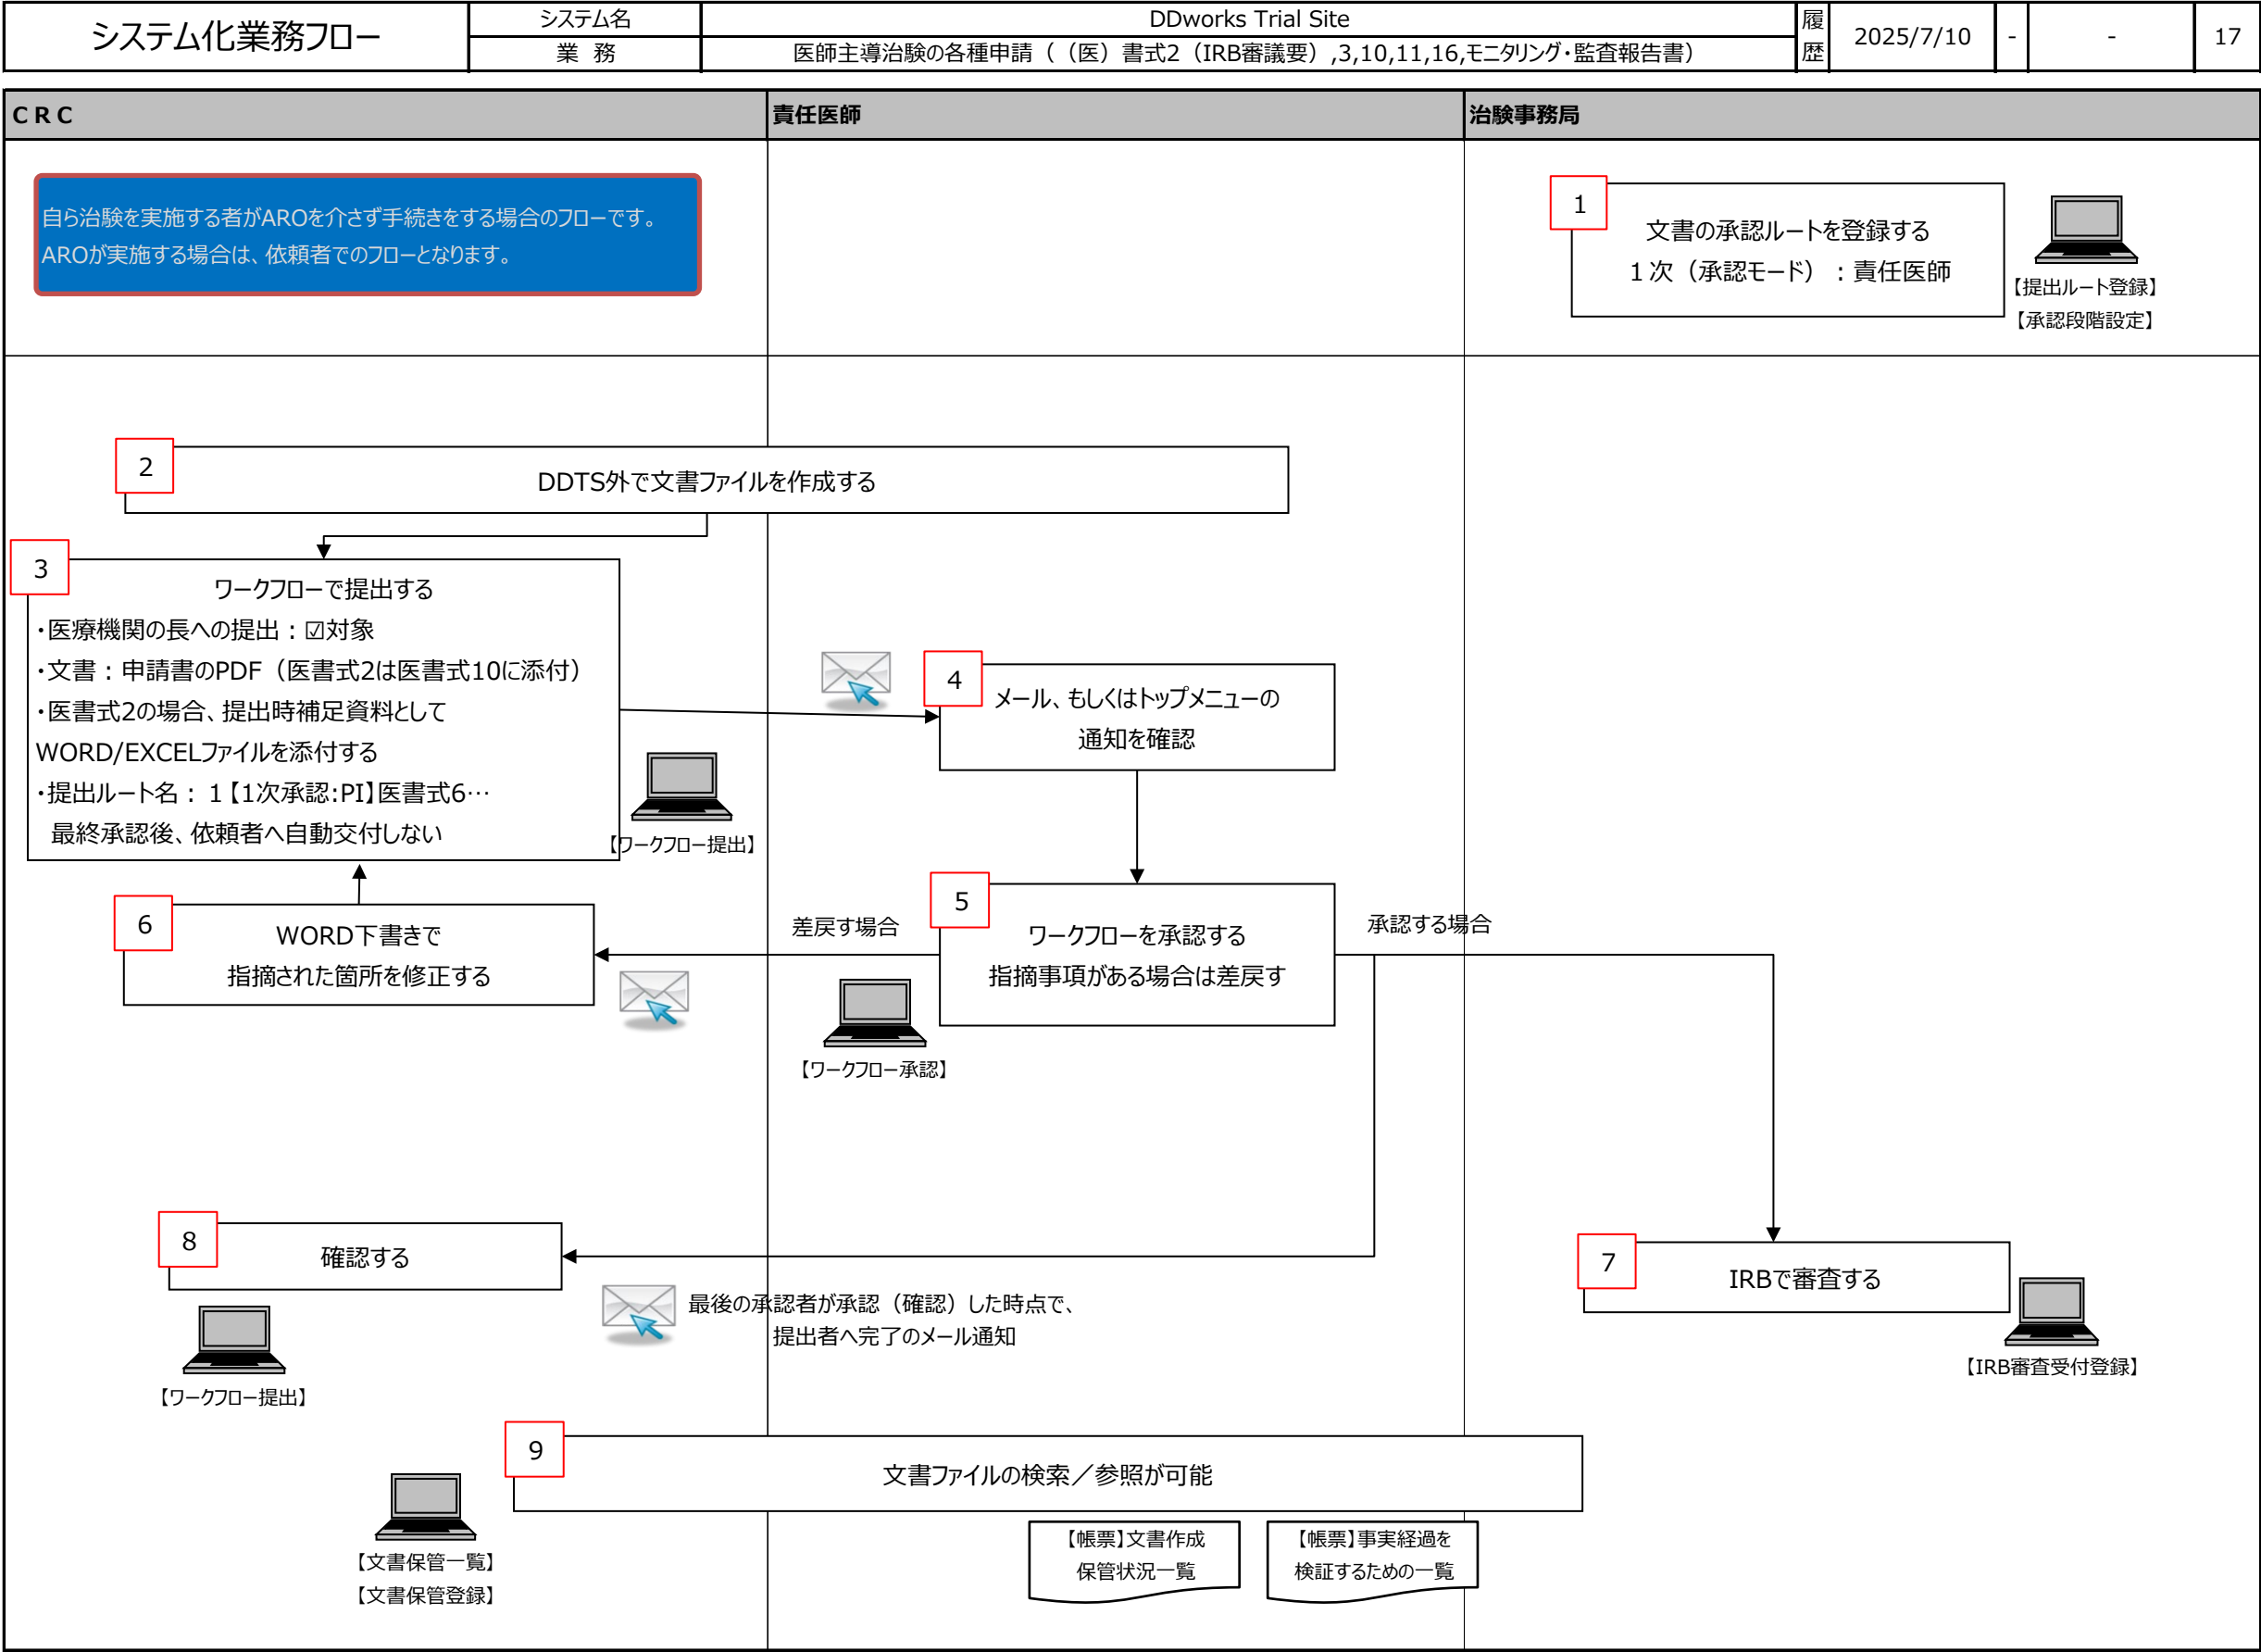 システム化業務フロー
システム名
DDworks Trial Site
履歴
2025/7/10
-
-
17
業 務
医師主導治験の各種申請（（医）書式2（IRB審議要）,3,10,11,16,モニタリング・監査報告書）
ＣＲＣ
責任医師
治験事務局
自ら治験を実施する者がAROを介さず手続きをする場合のフローです。
AROが実施する場合は、依頼者でのフローとなります。
1
文書の承認ルートを登録する
１次（承認モード）：責任医師
【提出ルート登録】
【承認段階設定】
2
DDTS外で文書ファイルを作成する
3
ワークフローで提出する
・医療機関の長への提出：☑対象
・文書：申請書のPDF（医書式2は医書式10に添付）
・医書式2の場合、提出時補足資料として
WORD/EXCELファイルを添付する
・提出ルート名：１【1次承認:PI】医書式6…
最終承認後、依頼者へ自動交付しない
【ワークフロー提出】
4
メール、もしくはトップメニューの
通知を確認
5
ワークフローを承認する
指摘事項がある場合は差戻す
【ワークフロー承認】
差戻す場合
承認する場合
6
WORD下書きで
指摘された箇所を修正する
7
IRBで審査する
【IRB審査受付登録】
8
確認する
【ワークフロー提出】
最後の承認者が承認（確認）した時点で、
提出者へ完了のメール通知
9
文書ファイルの検索／参照が可能
【文書保管一覧】
【文書保管登録】
【帳票】文書作成
保管状況一覧
【帳票】事実経過を
検証するための一覧